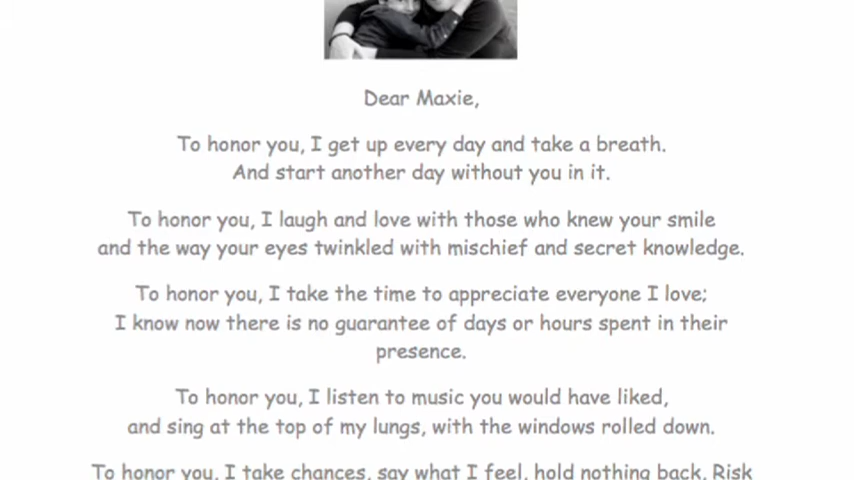 Dear Maxie,
To honor you, I get up every day and take a breath.
And start another day without you in it.
To honor you, I laugh and love with those who knew your smile
and the way your eyes twinkled with mischief and secret knowledge.
To honor you, I take the time to appreciate everyone I love;
I know now there is no guarantee of days or hours spent in their
presence.
To honor you, I listen to music you would have liked,
and sing at the top of my lungs, with the windows rolled down.
To honor you, I take chances, say what I feel, hold nothing back, Risk